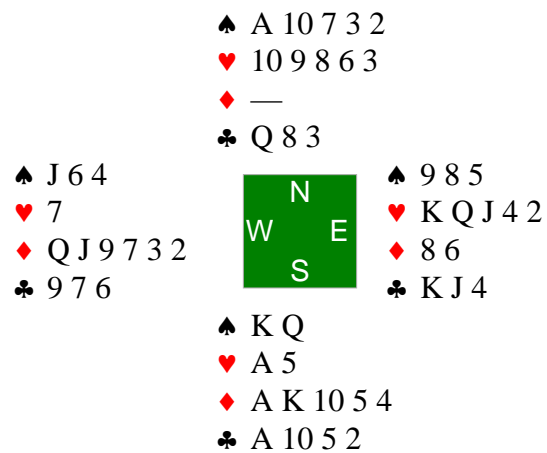 ♠ A 10 7 3 2
♥ 10 9 8 6 3
♦ —
♣ Q 8 3
♠ J 6 4
♥ 7
♦ Q J 9 7 3 2
♣ 9 7 6
N
W E
S
♠ 9 8 5
♥ K Q J 4 2
♦ 8 6
♣ K J 4
♠ K Q
♥ A 5
♦ A K 10 5 4
♣ A 10 5 2